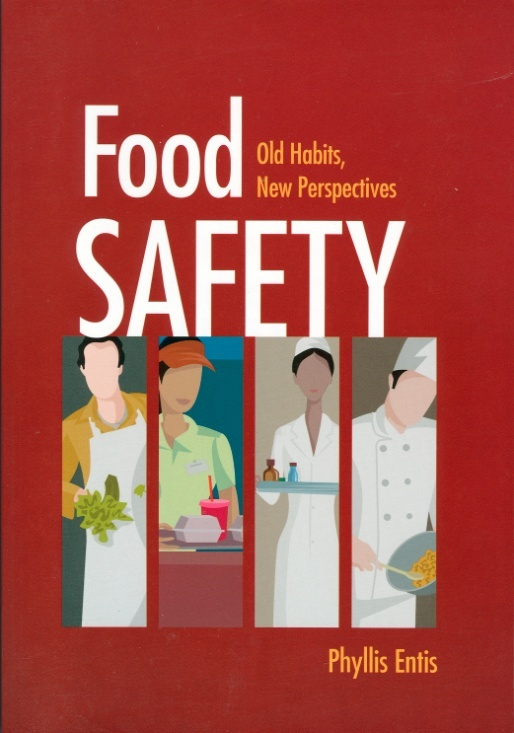 Food
Old Habits,
New Perspectives
SAFETY
Phyllis Entis